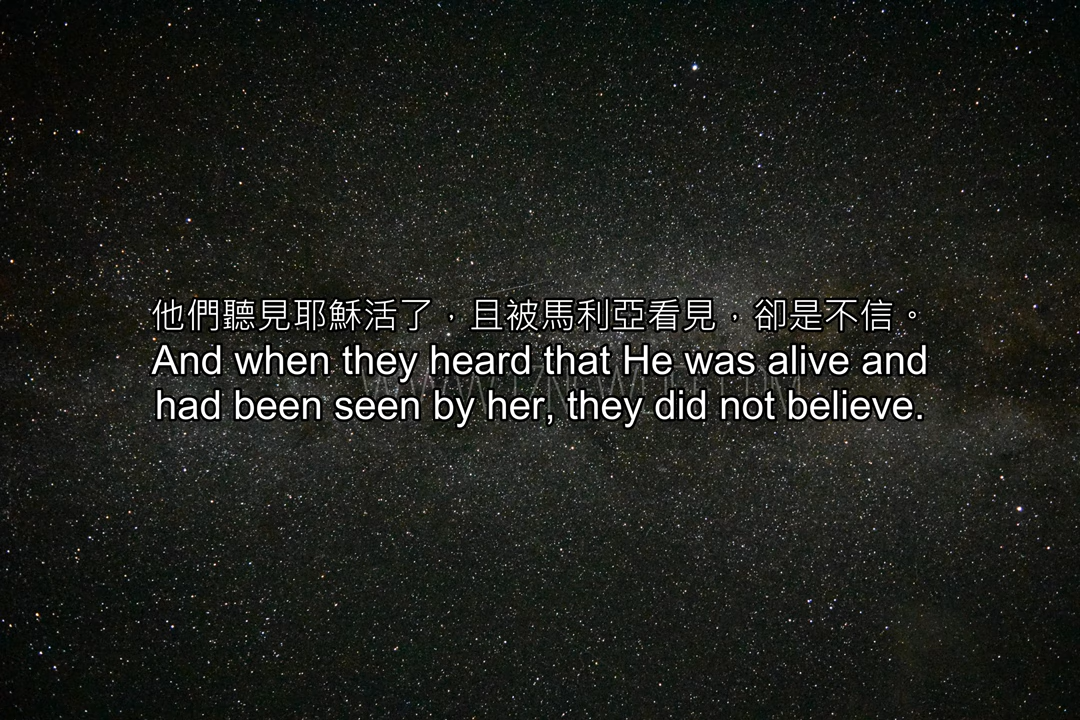 他們聽見耶穌活了，且被馬利亞看見，卻是不信。
And when they heard that He was alive and
had been seen by her, they did not believe.